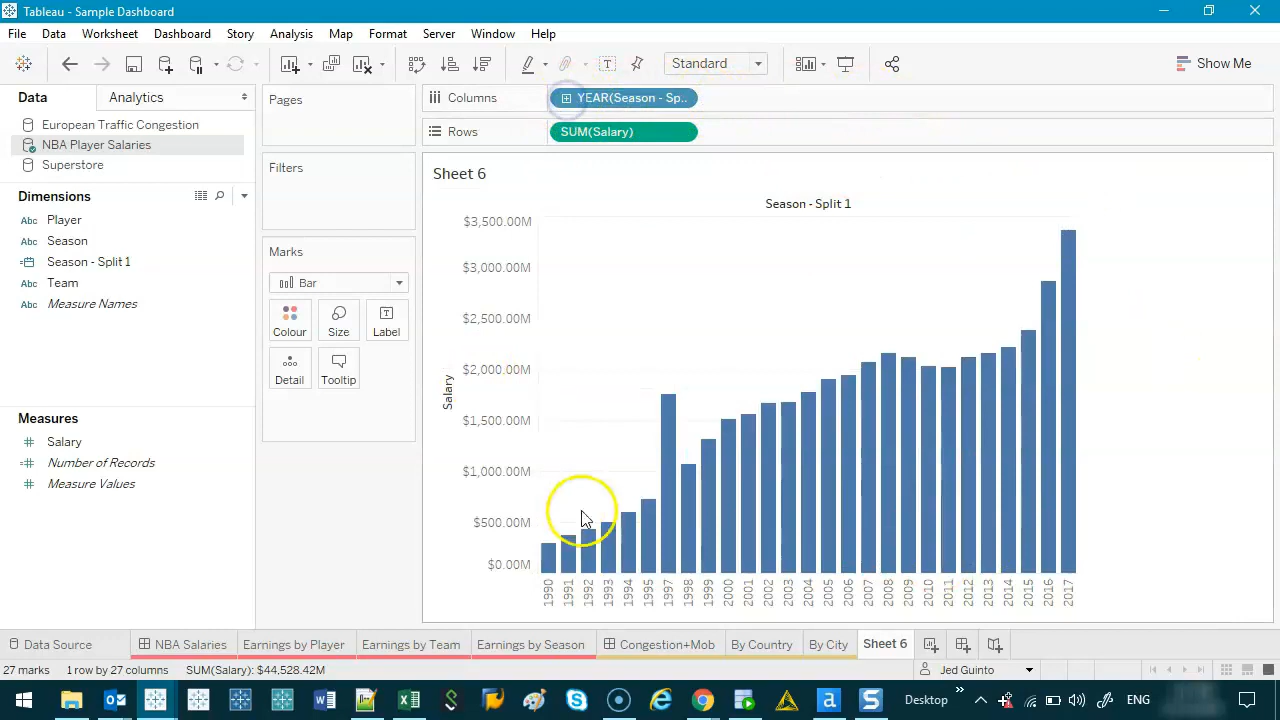 Tableau - Sample Dashboard
File Data Worksheet Dashboard Story Analysis Map Format Server Window Help
Standard
Show Me
Data Analytics
European Traffic Congestion
NBA Player Salaries
Superstore
Dimensions
Abc Player
Abc Season
Season - Split 1
Abc Team
Abc Measure Names
Measures
Salary
Number of Records
Measure Values
Pages
Filters
Marks
Bar
Colour Size Label
Detail Tooltip
Columns YEAR(Season - Sp..
Rows SUM(Salary)
Sheet 6
Season - Split 1
$3,500.00M
$3,000.00M
$2,500.00M
$2,000.00M
$1,500.00M
$1,000.00M
$500.00M
$0.00M
Salary
1990 1991 1992 1993 1994 1995 1997 1998 1999 2000 2001 2002 2003 2004 2005 2006 2007 2008 2009 2010 2011 2012 2013 2014 2015 2016 2017
Data Source NBA Salaries Earnings by Player Earnings by Team Earnings by Season Congestion+Mob By Country By City Sheet 6
27 marks 1 row by 27 columns SUM(Salary): $44,528.42M Jed Guinto
Desktop ENG